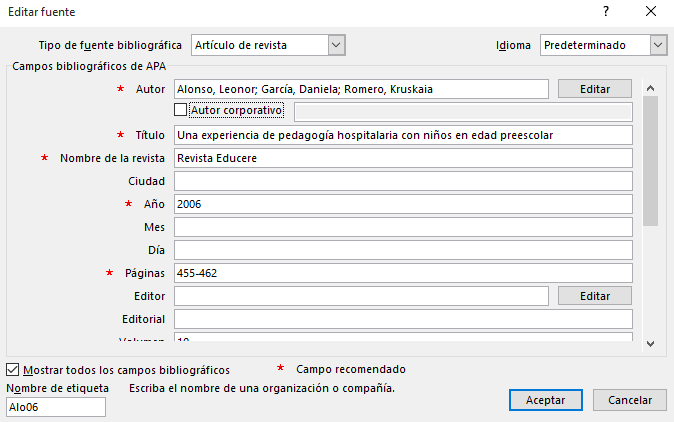 Editar fuente
Tipo de fuente bibliográfica Artículo de revista Idioma Predeterminado
Campos bibliográficos de APA
* Autor Alonso, Leonor; García, Daniela; Romero, Kruskaia Editar
Autor corporativo
* Título Una experiencia de pedagogía hospitalaria con niños en edad preescolar
* Nombre de la revista Revista Educere
Ciudad
* Año 2006
Mes
Día
* Páginas 455-462
Editor Editar
Editorial
Volumen 10
Mostrar todos los campos bibliográficos * Campo recomendado
Nombre de etiqueta Escriba el nombre de una organización o compañía.
Alo06 Aceptar Cancelar